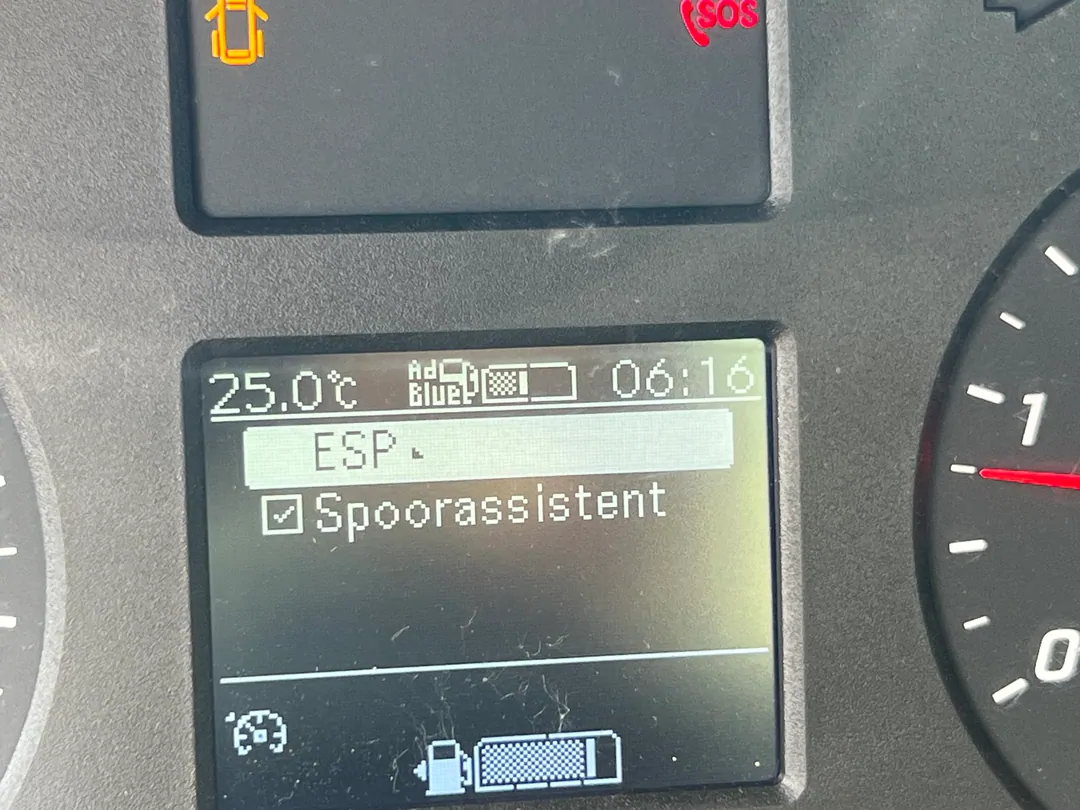 SOS
25.0°C Ad Blue 06:16
ESP
Spoorassistent
1
0